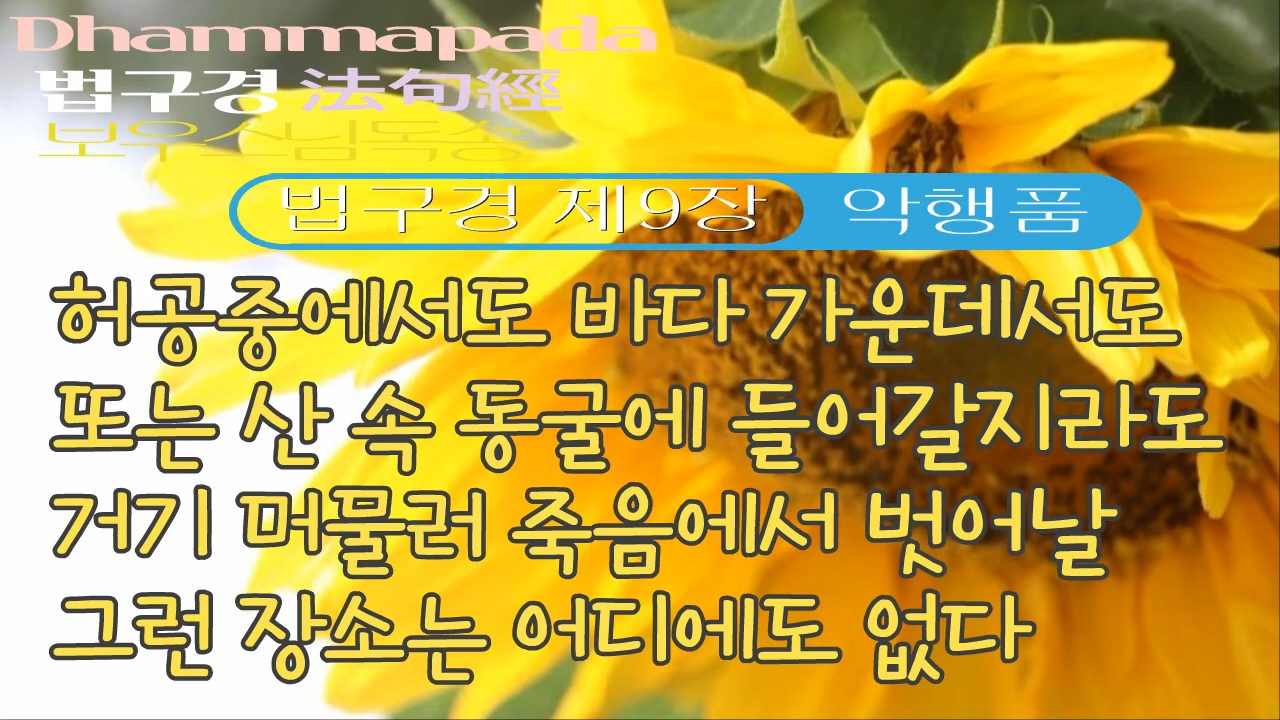 Dhammapada
법구경 法句經
보우스님독송
법구경 제9장 악행품
허공중에서도 바다 가운데서도
또는 산 속 동굴에 들어갈지라도
거기 머물러 죽음에서 벗어날
그런 장소는 어디에도 없다